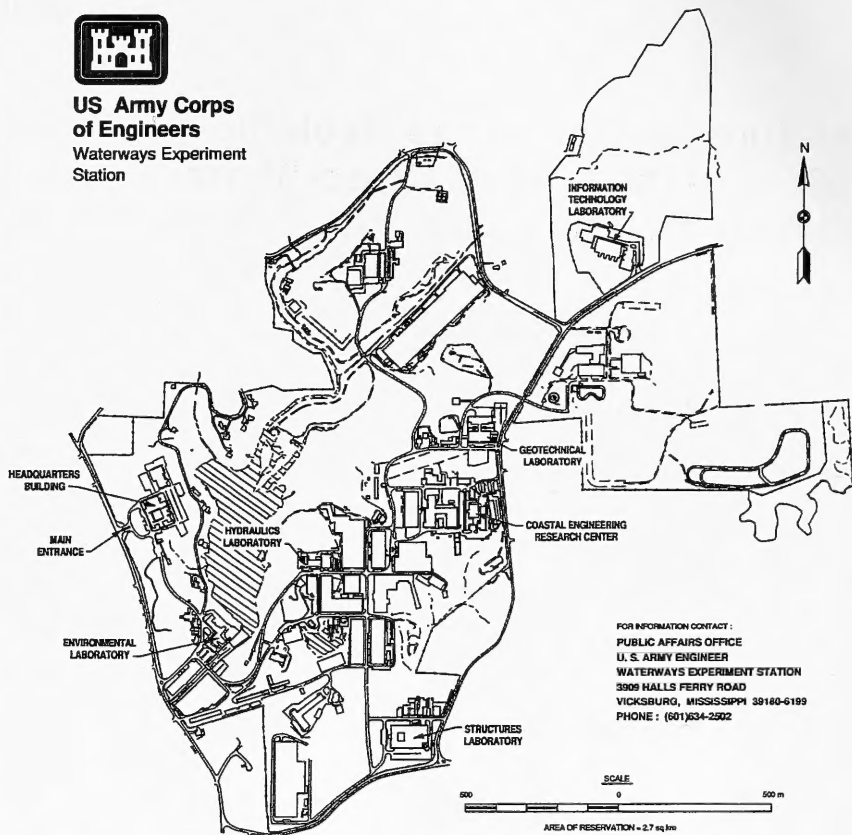 US Army Corps
of Engineers
Waterways Experiment
Station
N
INFORMATION
TECHNOLOGY
LABORATORY
GEOTECHNICAL
LABORATORY
HEADQUARTERS
BUILDING
HYDRAULICS
LABORATORY
COASTAL ENGINEERING
RESEARCH CENTER
MAIN
ENTRANCE
ENVIRONMENTAL
LABORATORY
FOR INFORMATION CONTACT :
PUBLIC AFFAIRS OFFICE
U. S. ARMY ENGINEER
WATERWAYS EXPERIMENT STATION
3909 HALLS FERRY ROAD
VICKSBURG, MISSISSIPPI 39180-6199
PHONE : (601)634-2502
STRUCTURES
LABORATORY
SCALE
500 0 500 m
AREA OF RESERVATION = 2.7 sq km